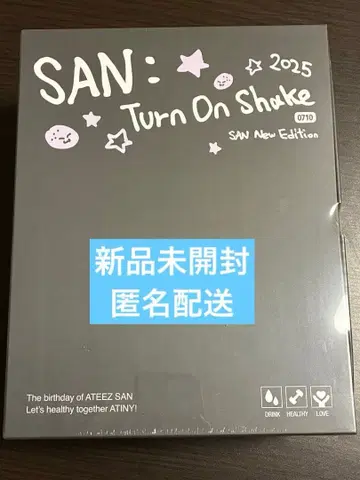 SAN:
2025
Turn On Shake
0710
SAN New Edition
新品未開封
匿名配送
The birthday of ATEEZ SAN
Let's healthy together ATINY!
DRINK HEALTHY LOVE